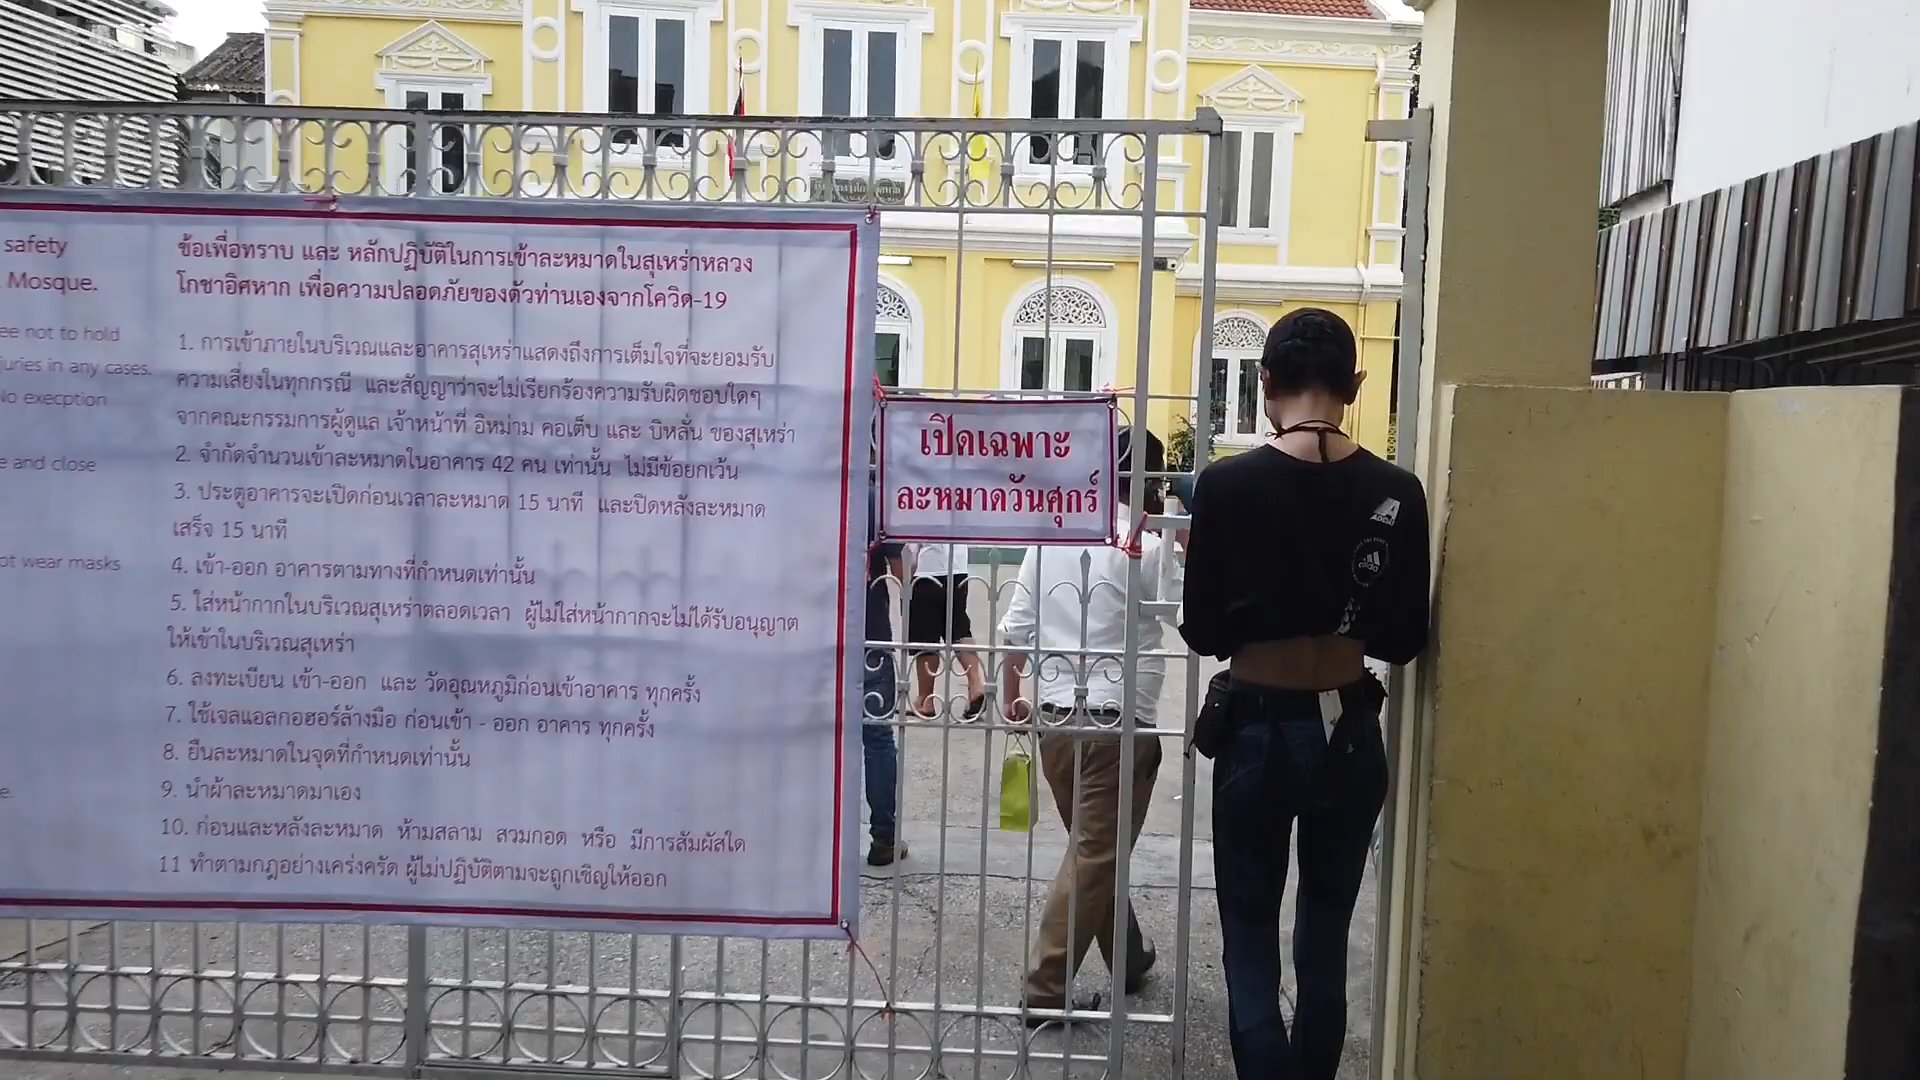 safety
Mosque.
ee not to hold
juries in any cases.
No execption
e and close
ot wear masks
e.
ข้อเพื่อทราบ และ หลักปฏิบัติในการเข้าละหมาดในสุเหร่าหลวง
โกชาอิศหาก เพื่อความปลอดภัยของตัวท่านเองจากโควิด-19
1. การเข้าภายในบริเวณและอาคารสุเหร่าแสดงถึงการเต็มใจที่จะยอมรับ
ความเสี่ยงในทุกกรณี และสัญญาว่าจะไม่เรียกร้องความรับผิดชอบใดๆ
จากคณะกรรมการผู้ดูแล เจ้าหน้าที่ อิหม่าม คอเต็บ และ บิหลั่น ของสุเหร่า
2. จำกัดจำนวนเข้าละหมาดในอาคาร 42 คน เท่านั้น ไม่มีข้อยกเว้น
3. ประตูอาคารจะเปิดก่อนเวลาละหมาด 15 นาที และปิดหลังละหมาด
เสร็จ 15 นาที
4. เข้า-ออก อาคารตามทางที่กำหนดเท่านั้น
5. ใส่หน้ากากในบริเวณสุเหร่าตลอดเวลา ผู้ไม่ใส่หน้ากากจะไม่ได้รับอนุญาต
ให้เข้าในบริเวณสุเหร่า
6. ลงทะเบียน เข้า-ออก และ วัดอุณหภูมิก่อนเข้าอาคาร ทุกครั้ง
7. ใช้เจลแอลกอฮอร์ล้างมือ ก่อนเข้า - ออก อาคาร ทุกครั้ง
8. ยืนละหมาดในจุดที่กำหนดเท่านั้น
9. นำผ้าละหมาดมาเอง
10. ก่อนและหลังละหมาด ห้ามสลาม สวมกอด หรือ มีการสัมผัสใด
11 ทำตามกฎอย่างเคร่งครัด ผู้ไม่ปฏิบัติตามจะถูกเชิญให้ออก
เปิดเฉพาะ
ละหมาดวันศุกร์